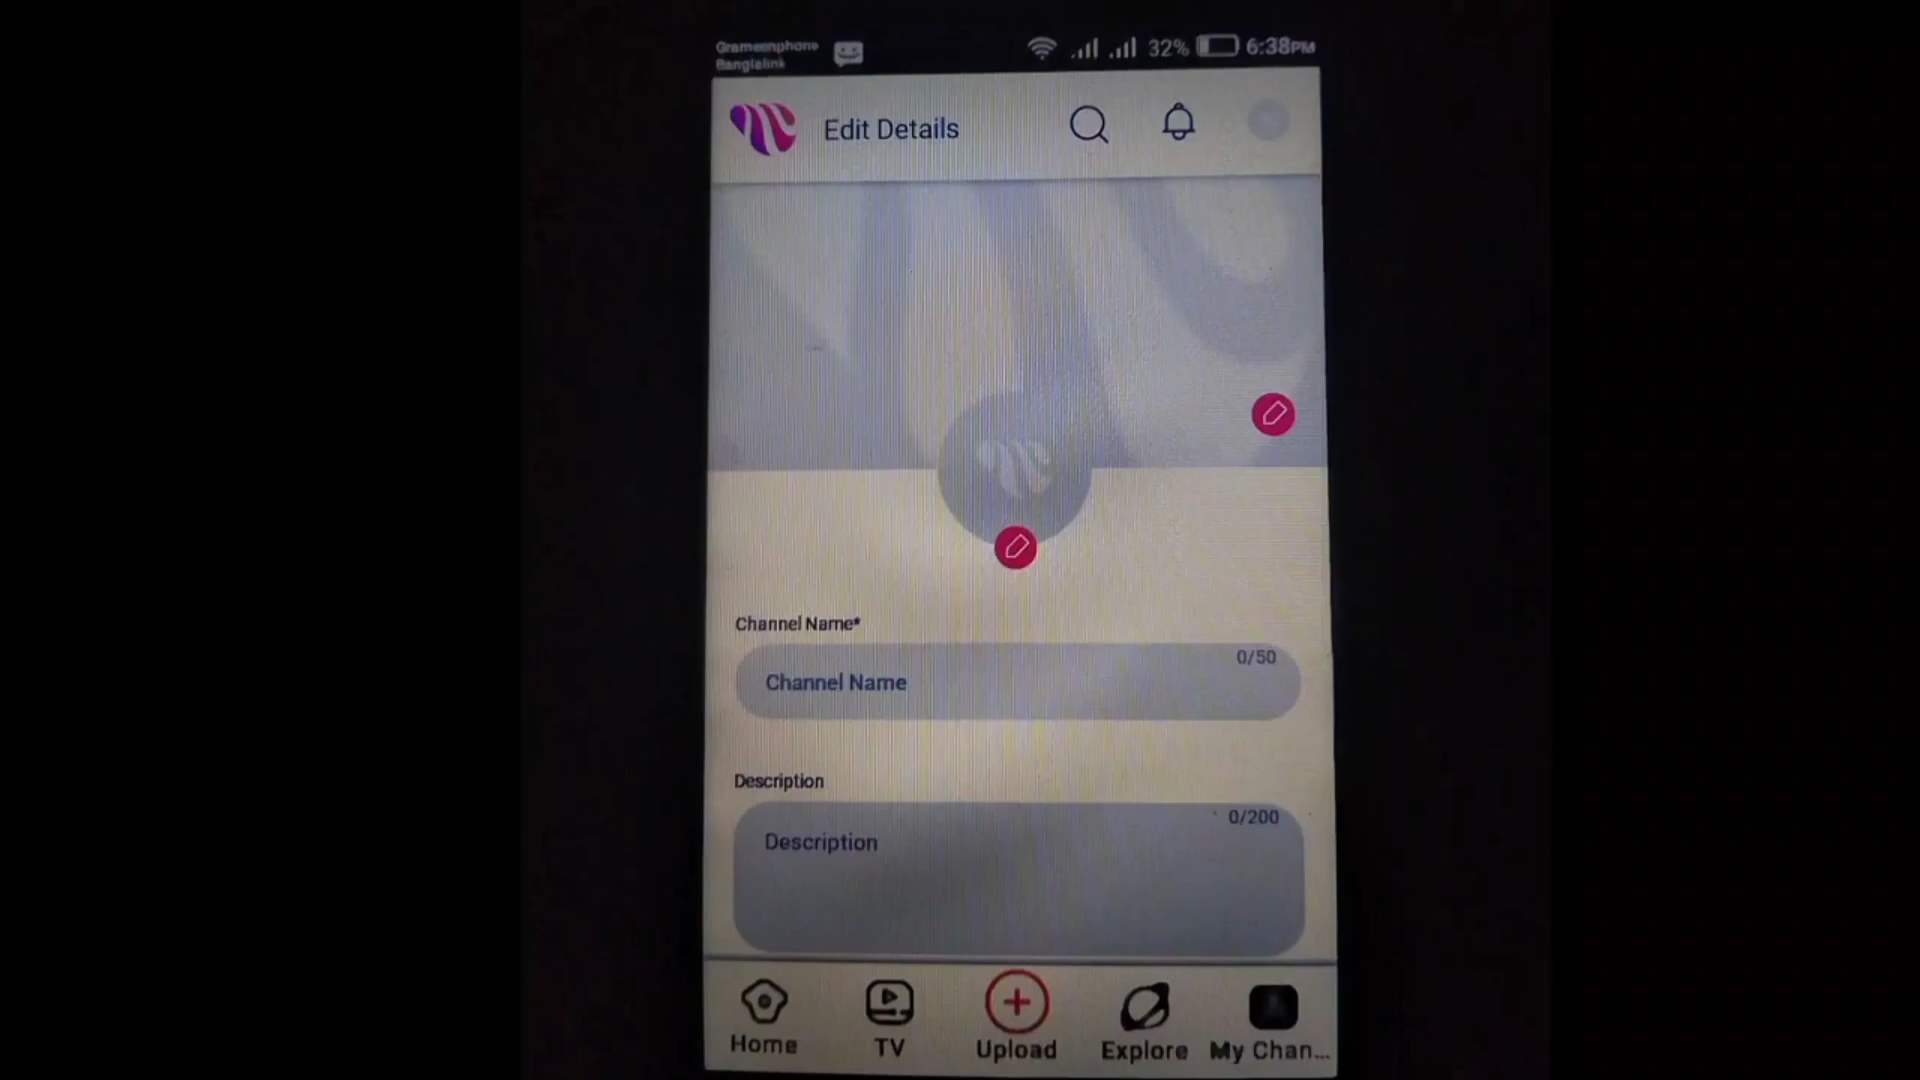 Grameenphone
Banglalink
32% 6:38PM
Edit Details
Channel Name*
0/50
Channel Name
Description
0/200
Description
Home TV Upload Explore My Chan...